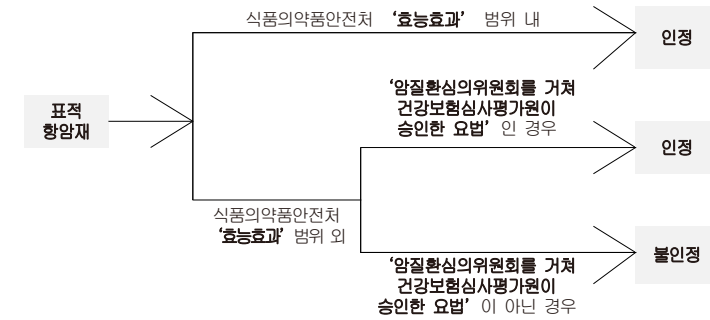 식품의약품안전처 ‘효능효과’ 범위 내
인정
‘암질환심의위원회를 거쳐
건강보험심사평가원이
승인한 요법’ 인 경우
표적
항암재
인정
식품의약품안전처
‘효능효과’ 범위 외
불인정
‘암질환심의위원회를 거쳐
건강보험심사평가원이
승인한 요법’ 이 아닌 경우